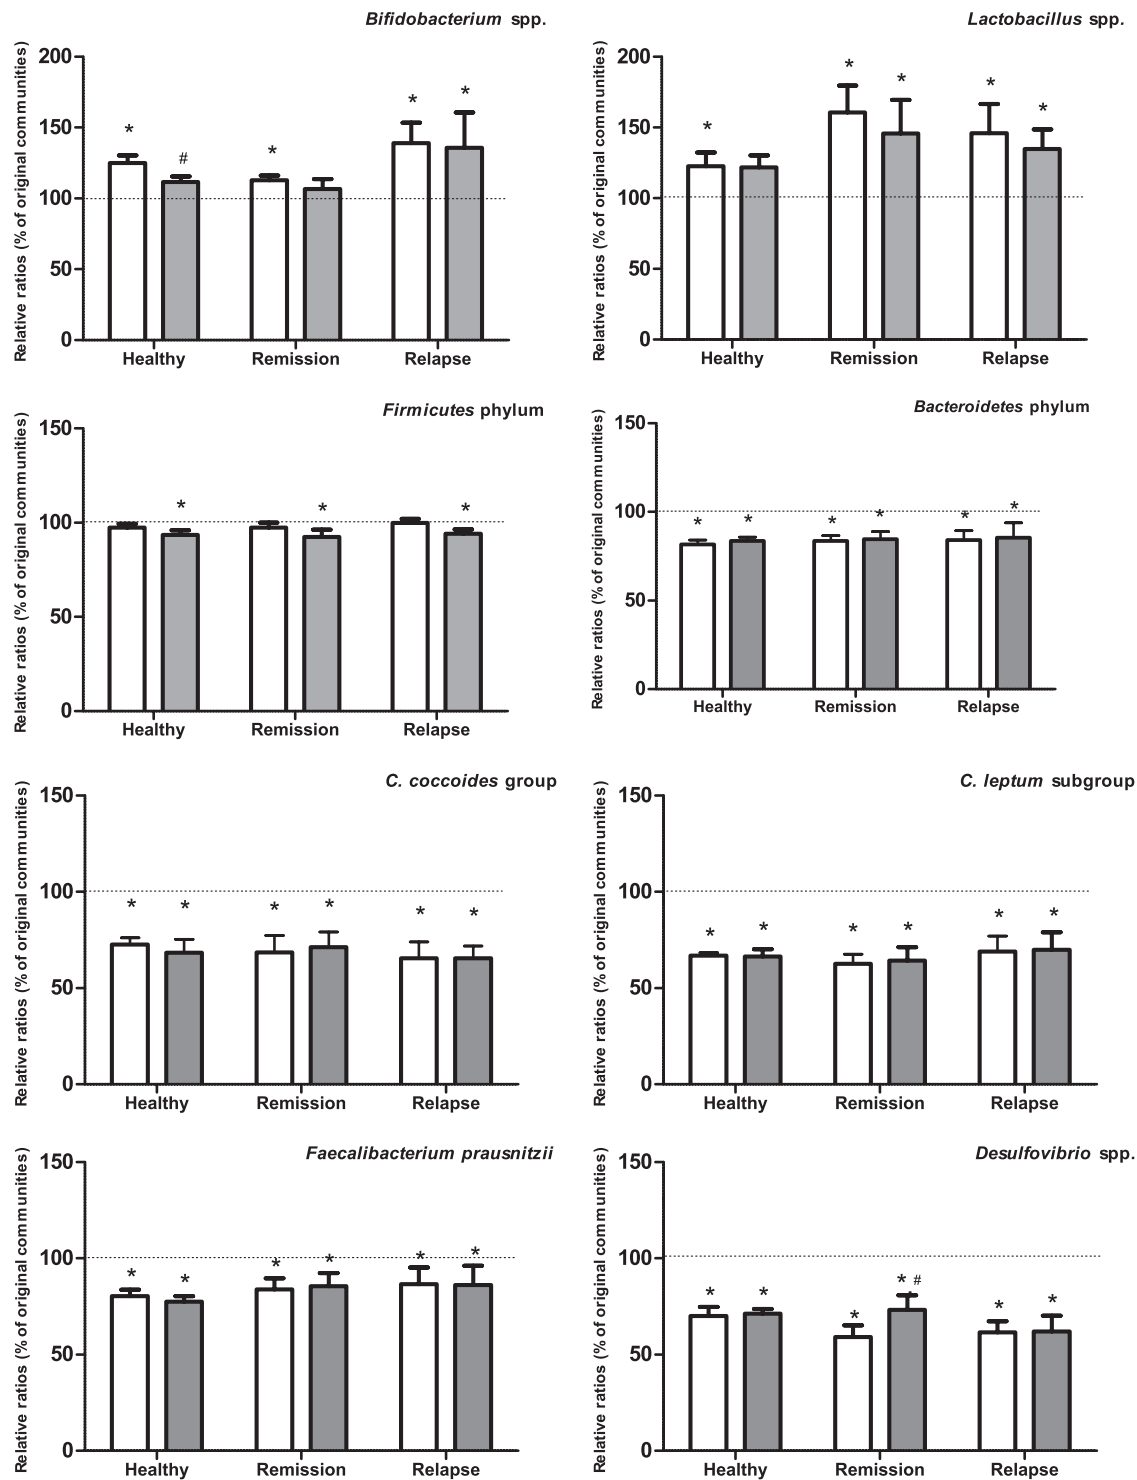 Bifidobacterium spp.
Relative ratios (% of original communities)
200
150
100
50
0
*
#
*
*
*
Healthy Remission Relapse
Lactobacillus spp.
Relative ratios (% of original communities)
200
150
100
50
0
*
*
*
*
*
Healthy Remission Relapse
Firmicutes phylum
Relative ratios (% of original communities)
150
100
50
0
* * *
Healthy Remission Relapse
Bacteroidetes phylum
Relative ratios (% of original communities)
150
100
50
0
* * * * * *
Healthy Remission Relapse
C. coccoides group
Relative ratios (% of original communities)
150
100
50
0
* * * * * *
Healthy Remission Relapse
C. leptum subgroup
Relative ratios (% of original communities)
150
100
50
0
* * * * * *
Healthy Remission Relapse
Faecalibacterium prausnitzii
Relative ratios (% of original communities)
150
100
50
0
* * * * * *
Healthy Remission Relapse
Desulfovibrio spp.
Relative ratios (% of original communities)
150
100
50
0
* * * * # * *
Healthy Remission Relapse